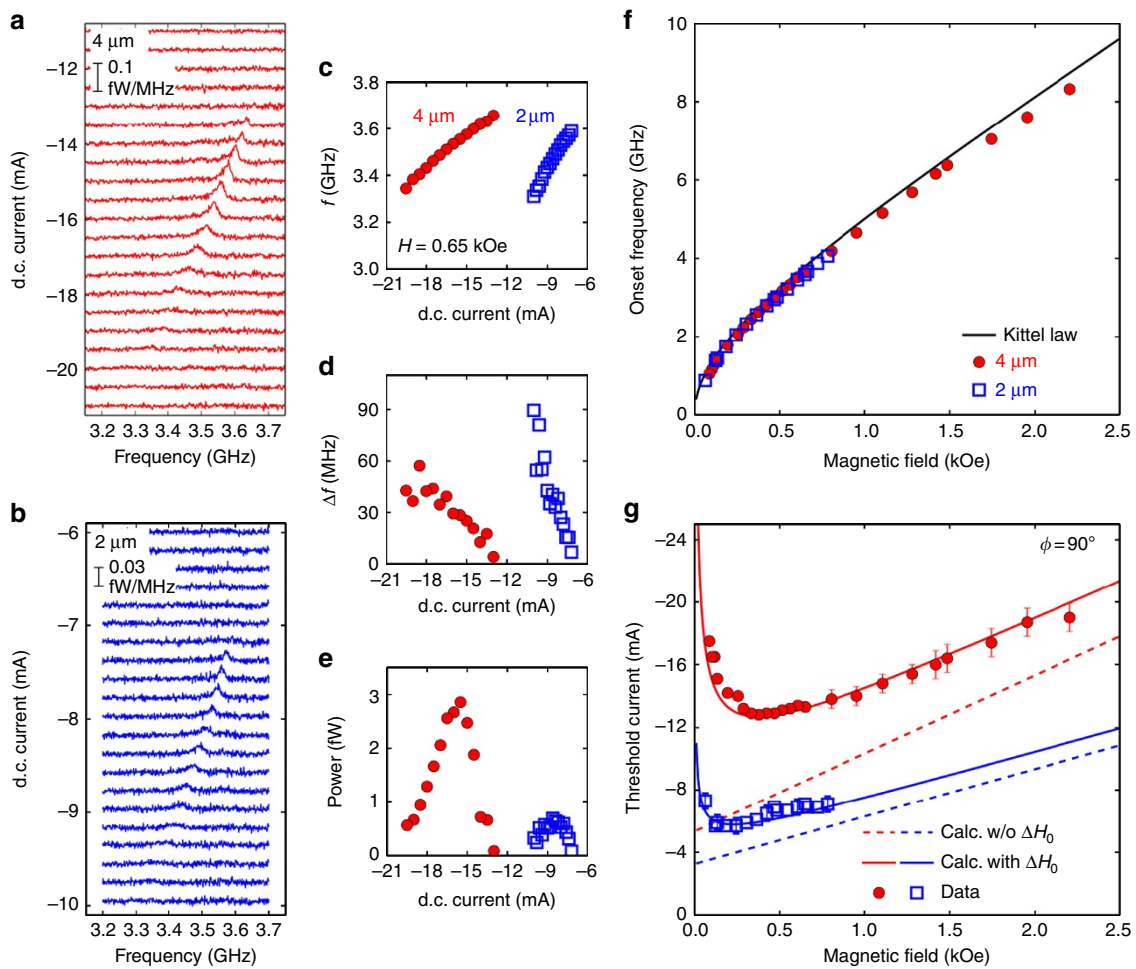 a
4 μm
0.1
fW/MHz
−12
−14
−16
−18
−20
d.c. current (mA)
3.2 3.3 3.4 3.5 3.6 3.7
Frequency (GHz)
b
2 μm
0.03
fW/MHz
−6
−7
−8
−9
−10
d.c. current (mA)
3.2 3.3 3.4 3.5 3.6 3.7
Frequency (GHz)
c
3.8
3.6
3.4
3.2
3.0
f (GHz)
4 μm
2 μm
H = 0.65 kOe
−21 −18 −15 −12 −9 −6
d.c. current (mA)
d
90
60
30
0
Δf (MHz)
−21 −18 −15 −12 −9 −6
d.c. current (mA)
e
3
2
1
0
Power (fW)
−21 −18 −15 −12 −9 −6
d.c. current (mA)
f
10
8
6
4
2
0
Onset frequency (GHz)
Kittel law
4 μm
2 μm
0.0 0.5 1.0 1.5 2.0 2.5
Magnetic field (kOe)
g
ϕ = 90°
−24
−20
−16
−12
−8
−4
0
Threshold current (mA)
Calc. w/o ΔH0
Calc. with ΔH0
Data
0.0 0.5 1.0 1.5 2.0 2.5
Magnetic field (kOe)